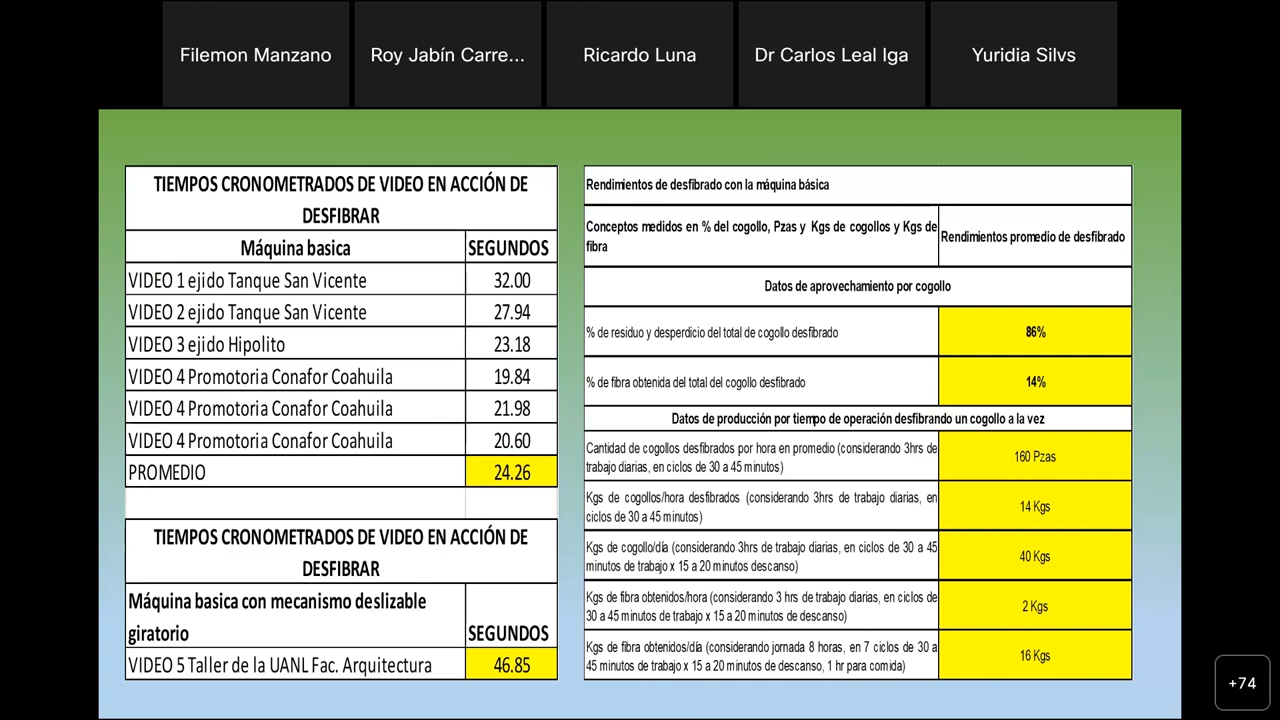 Filemon Manzano
Roy Jabín Carre...
Ricardo Luna
Dr Carlos Leal Iga
Yuridia Silvs
TIEMPOS CRONOMETRADOS DE VIDEO EN ACCIÓN DE
DESFIBRAR
Máquina basica SEGUNDOS
VIDEO 1 ejido Tanque San Vicente 32.00
VIDEO 2 ejido Tanque San Vicente 27.94
VIDEO 3 ejido Hipolito 23.18
VIDEO 4 Promotoria Conafor Coahuila 19.84
VIDEO 4 Promotoria Conafor Coahuila 21.98
VIDEO 4 Promotoria Conafor Coahuila 20.60
PROMEDIO 24.26
TIEMPOS CRONOMETRADOS DE VIDEO EN ACCIÓN DE
DESFIBRAR
Máquina basica con mecanismo deslizable
giratorio SEGUNDOS
VIDEO 5 Taller de la UANL Fac. Arquitectura 46.85
Rendimientos de desfibrado con la máquina básica
Conceptos medidos en % del cogollo, Pzas y Kgs de cogollos y Kgs de
fibra
Rendimientos promedio de desfibrado
Datos de aprovechamiento por cogollo
% de residuo y desperdicio del total de cogollo desfibrado 86%
% de fibra obtenida del total del cogollo desfibrado 14%
Datos de producción por tiempo de operación desfibrando un cogollo a la vez
Cantidad de cogollos desfibrados por hora en promedio (considerando 3hrs de
trabajo diarias, en ciclos de 30 a 45 minutos)
160 Pzas
Kgs de cogollos/hora desfibrados (considerando 3hrs de trabajo diarias, en
ciclos de 30 a 45 minutos)
14 Kgs
Kgs de cogollo/día (considerando 3hrs de trabajo diarias, en ciclos de 30 a 45
minutos de trabajo x 15 a 20 minutos descanso)
40 Kgs
Kgs de fibra obtenidos/hora (considerando 3 hrs de trabajo diarias, en ciclos de
30 a 45 minutos de trabajo x 15 a 20 minutos de descanso)
2 Kgs
Kgs de fibra obtenidos/día (considerando jornada 8 horas, en 7 ciclos de 30 a
45 minutos de trabajo x 15 a 20 minutos de descanso, 1 hr para comida)
16 Kgs
+74